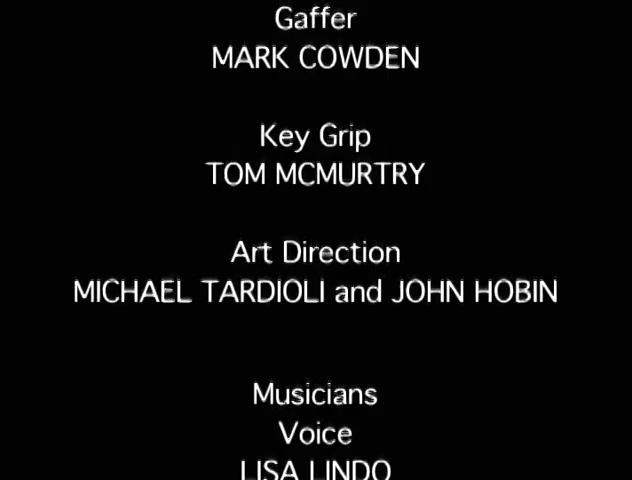 Gaffer
MARK COWDEN
Key Grip
TOM MCMURTRY
Art Direction
MICHAEL TARDIOLI and JOHN HOBIN
Musicians
Voice
LISA LINDO